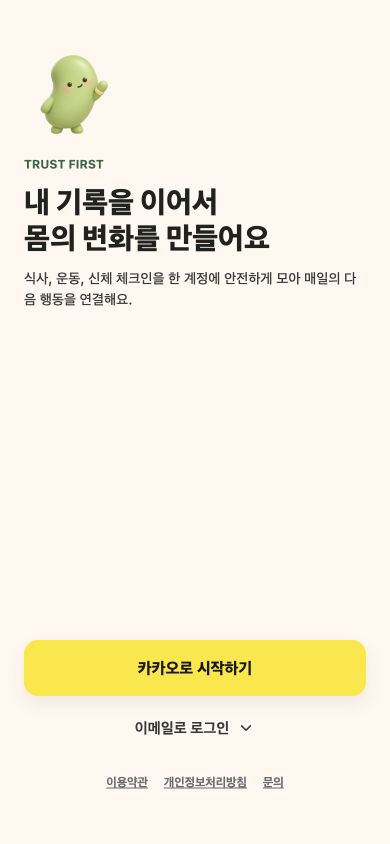 TRUST FIRST
내 기록을 이어서
몸의 변화를 만들어요
식사, 운동, 신체 체크인을 한 계정에 안전하게 모아 매일의 다
음 행동을 연결해요.
카카오로 시작하기
이메일로 로그인
이용약관 개인정보처리방침 문의